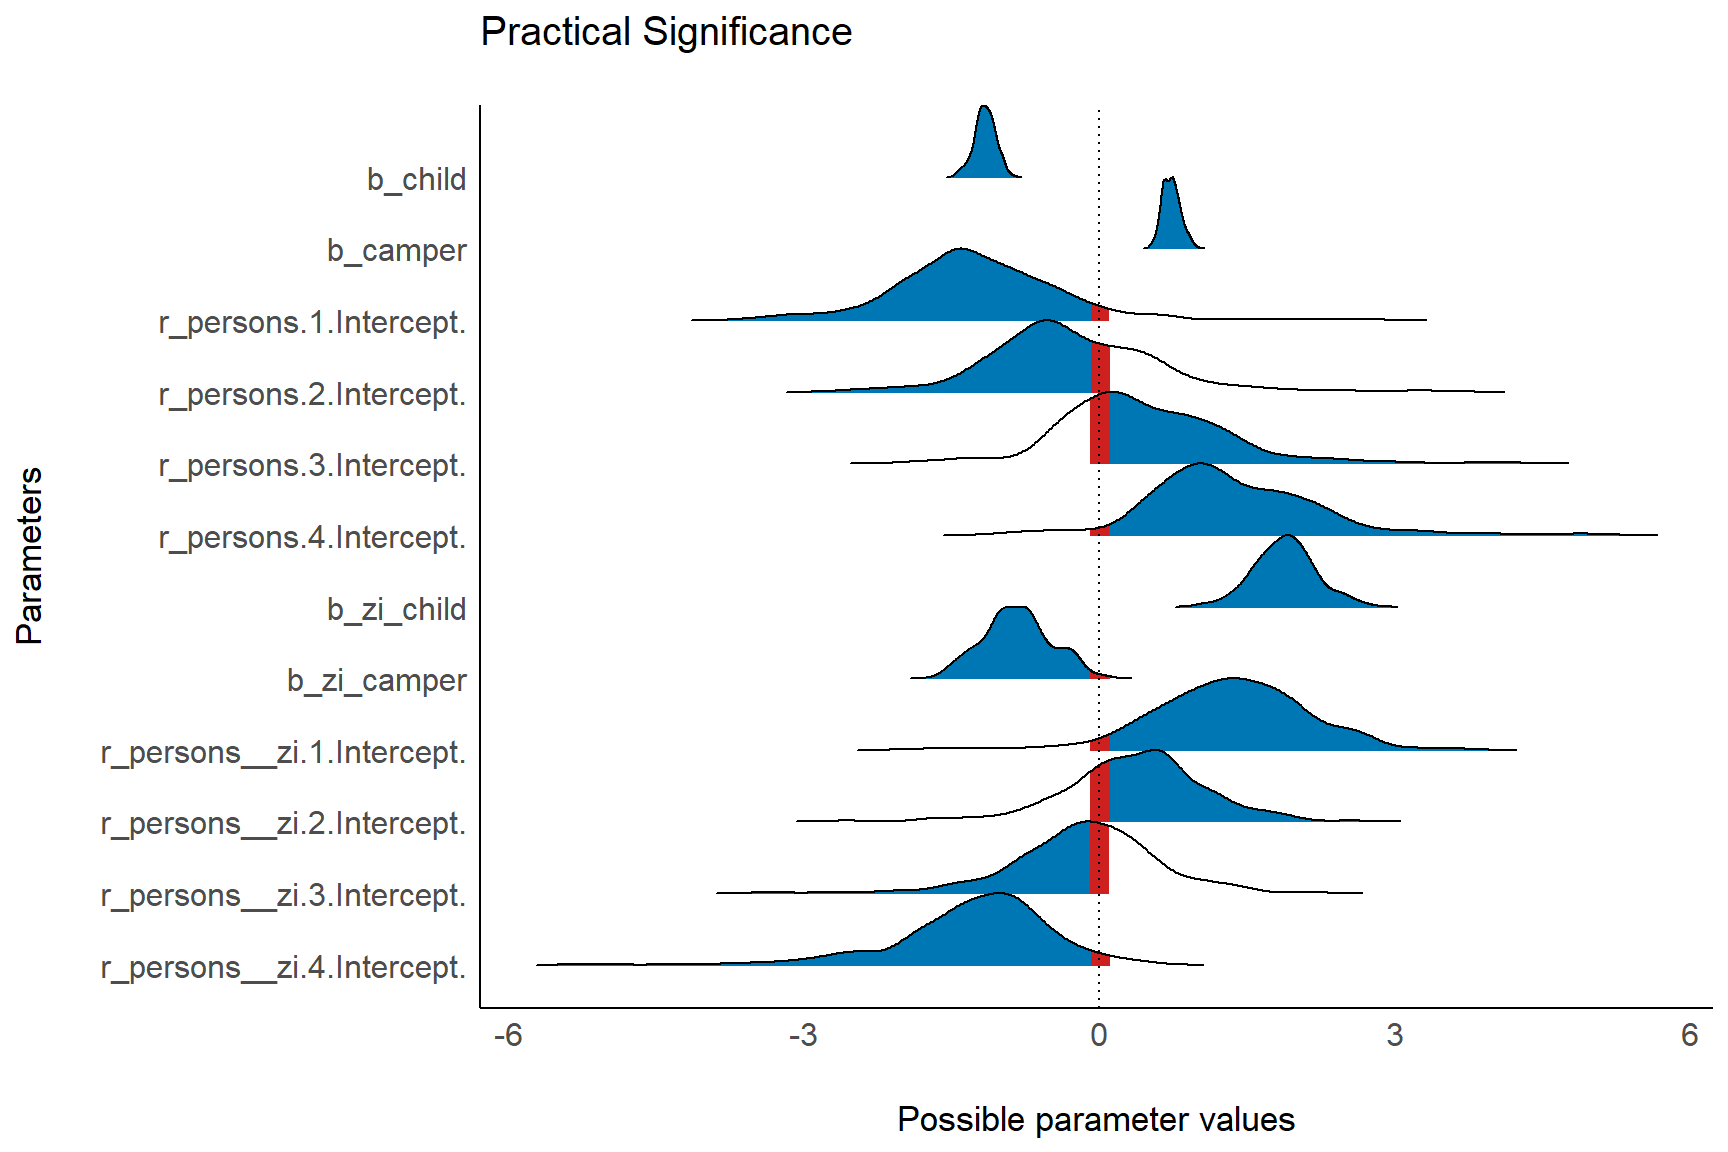 Practical Significance
b_child
b_camper
r_persons.1.Intercept.
r_persons.2.Intercept.
r_persons.3.Intercept.
r_persons.4.Intercept.
b_zi_child
b_zi_camper
r_persons__zi.1.Intercept.
r_persons__zi.2.Intercept.
r_persons__zi.3.Intercept.
r_persons__zi.4.Intercept.
Parameters
-6 -3 0 3 6
Possible parameter values